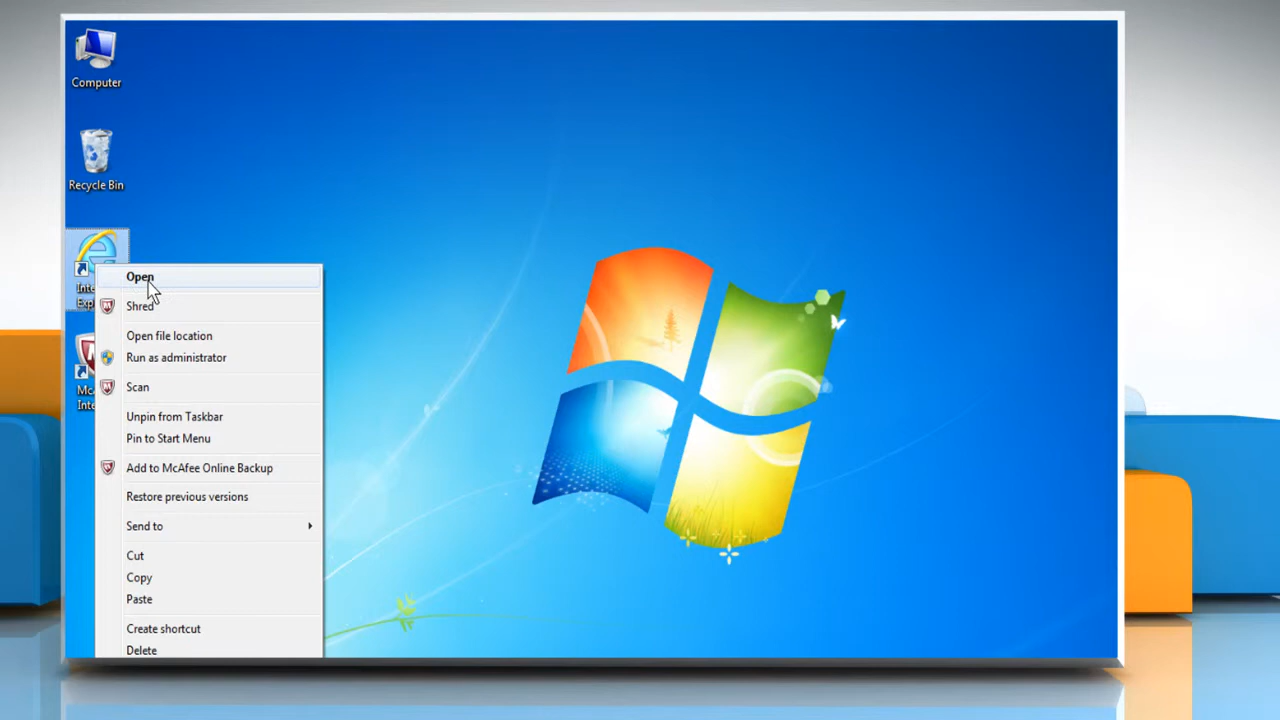 Computer
Recycle Bin
Open
Shred
Open file location
Run as administrator
Scan
Unpin from Taskbar
Pin to Start Menu
Add to McAfee Online Backup
Restore previous versions
Send to
Cut
Copy
Paste
Create shortcut
Delete